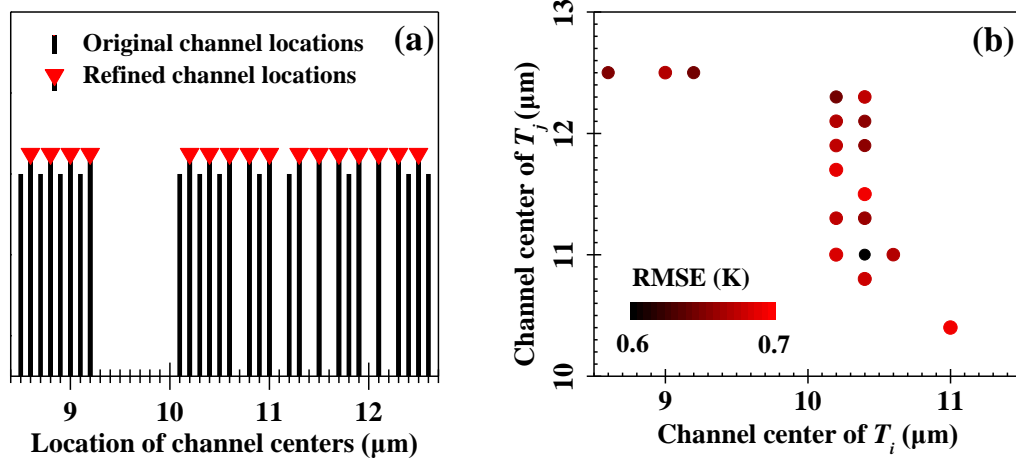 (a)
Original channel locations
Refined channel locations
9 10 11 12
Location of channel centers (μm)
(b)
Channel center of Tj (μm)
13
12
11
10
RMSE (K)
0.6 0.7
9 10 11
Channel center of Ti (μm)